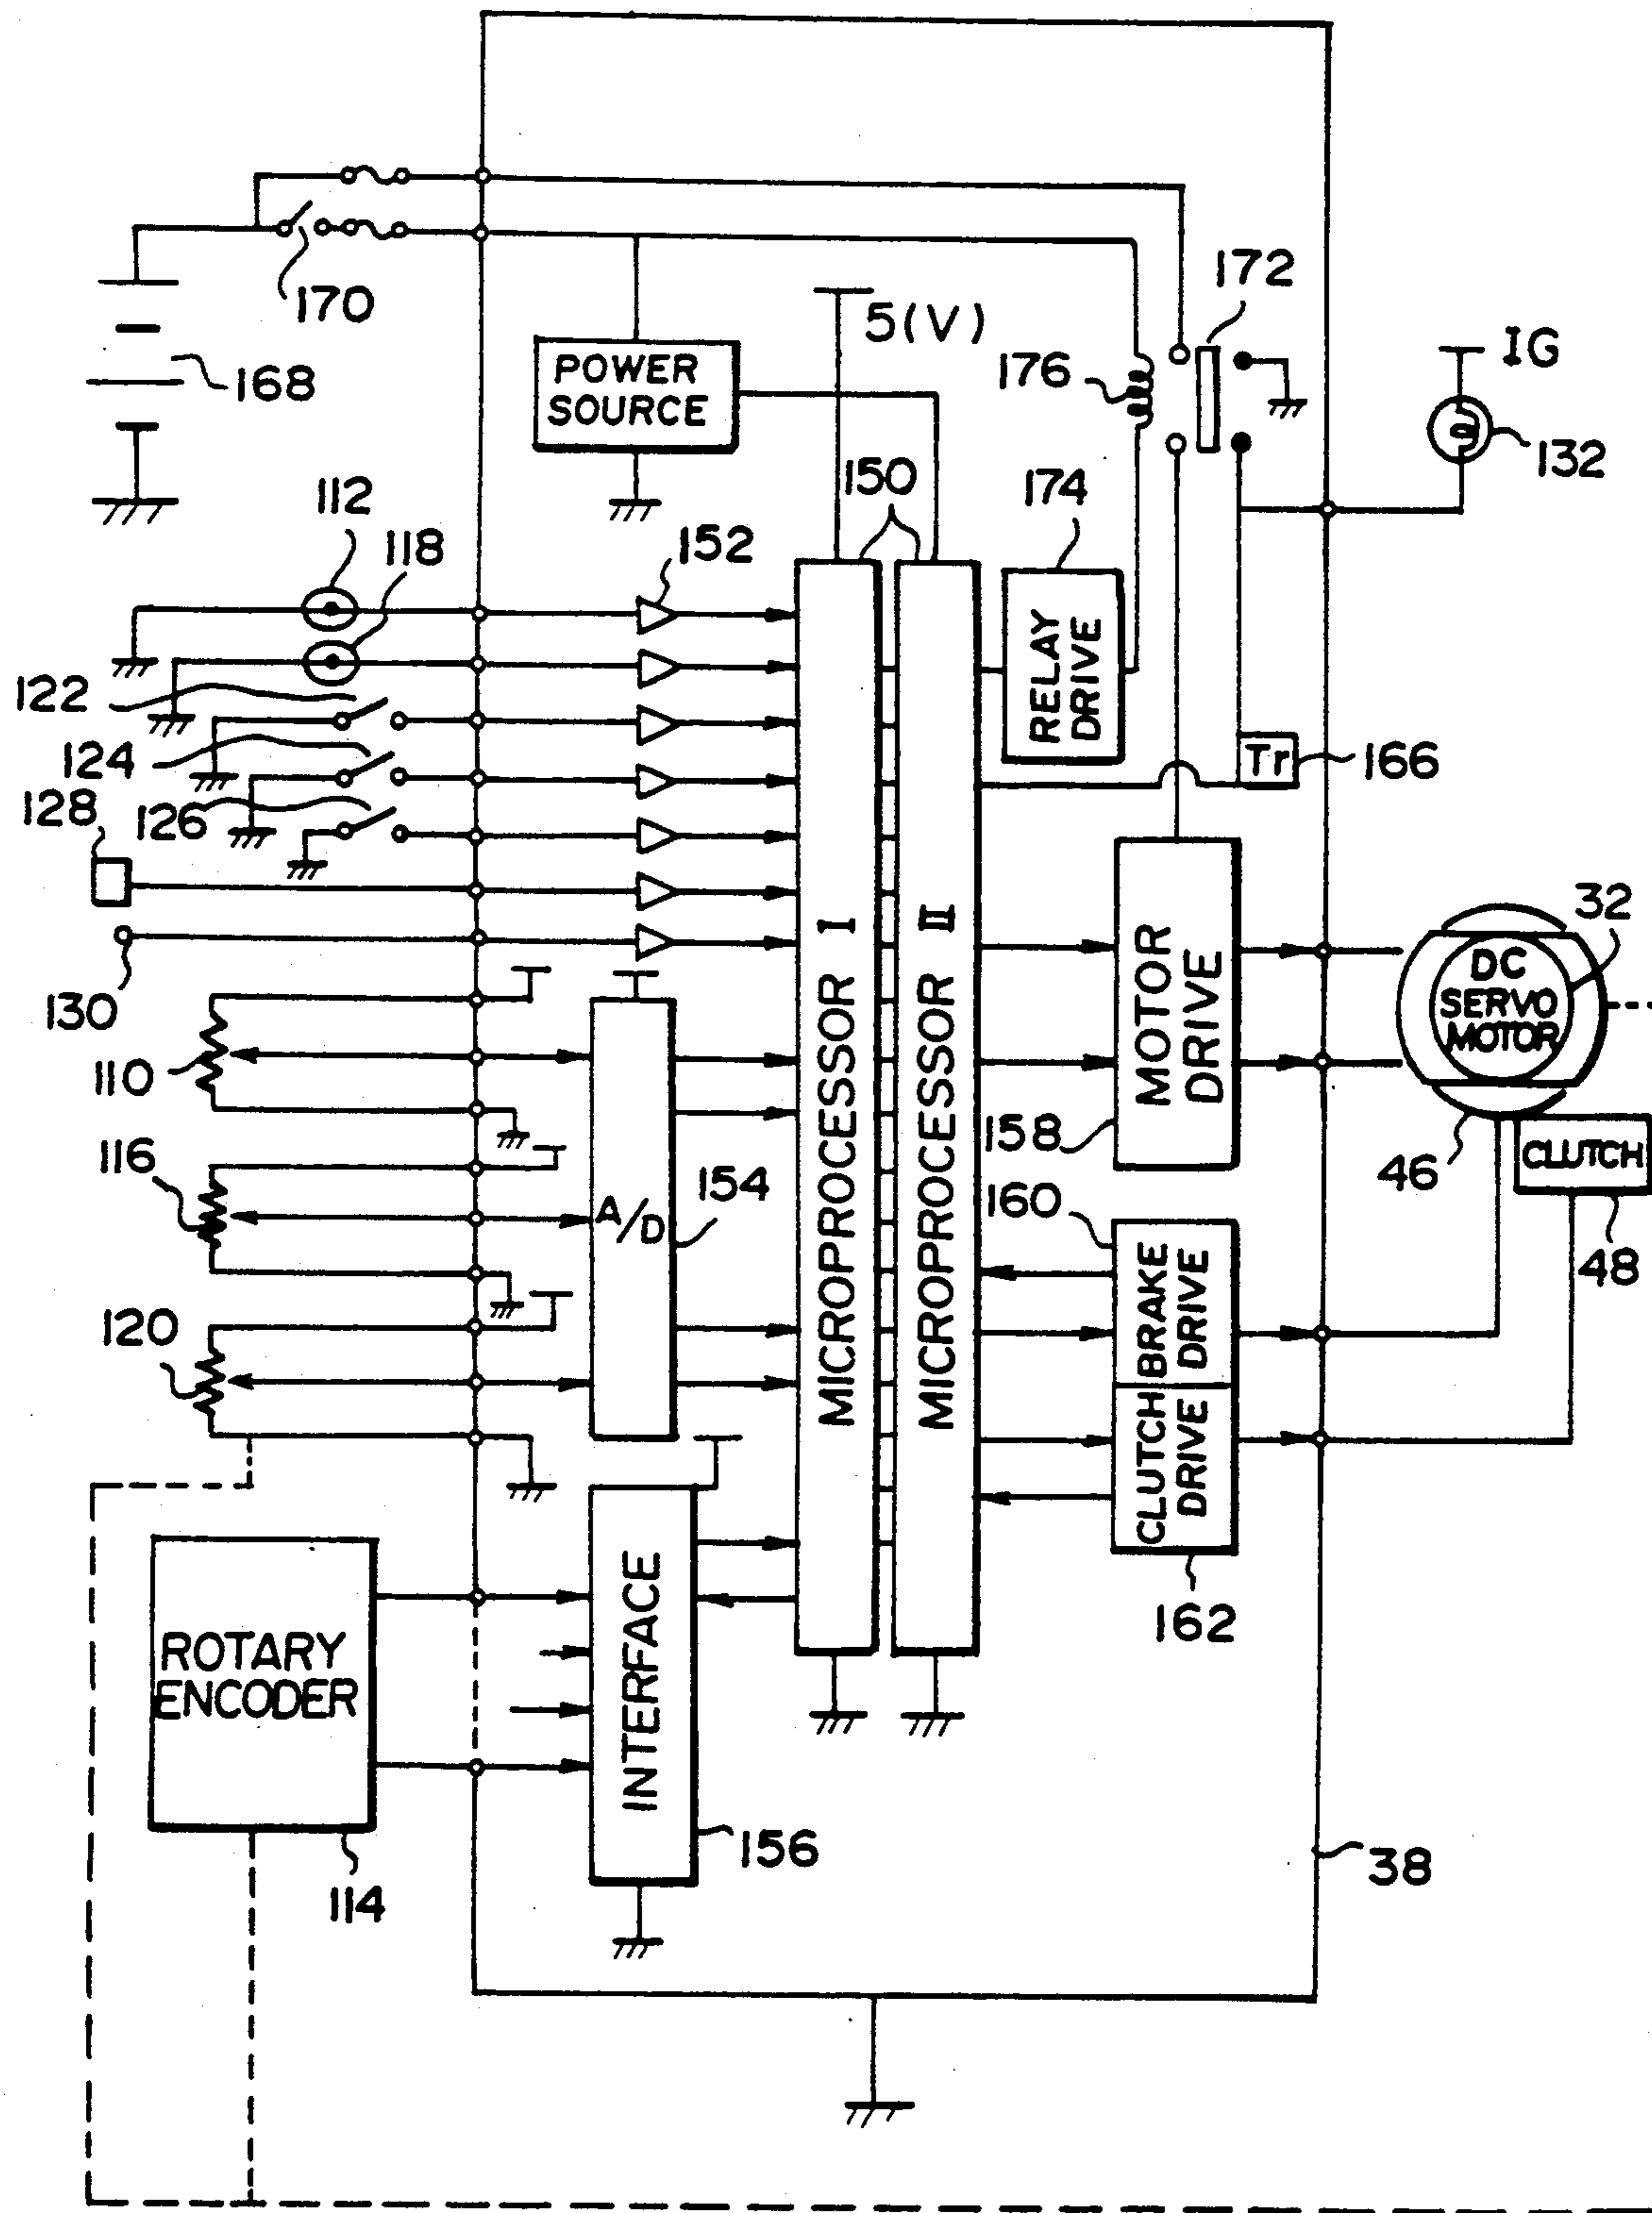 170
168
POWER
SOURCE
5(V)
172
176
IG
132
150
174
112
118
152
RELAY
DRIVE
122
124
126
128
130
Tr
166
110
116
120
A/D
154
MICROPROCESSOR I
MICROPROCESSOR II
MOTOR
DRIVE
158
32
DC
SERVO
MOTOR
46
CLUTCH
48
160
BRAKE
DRIVE
CLUTCH
DRIVE
162
ROTARY
ENCODER
114
INTERFACE
156
38